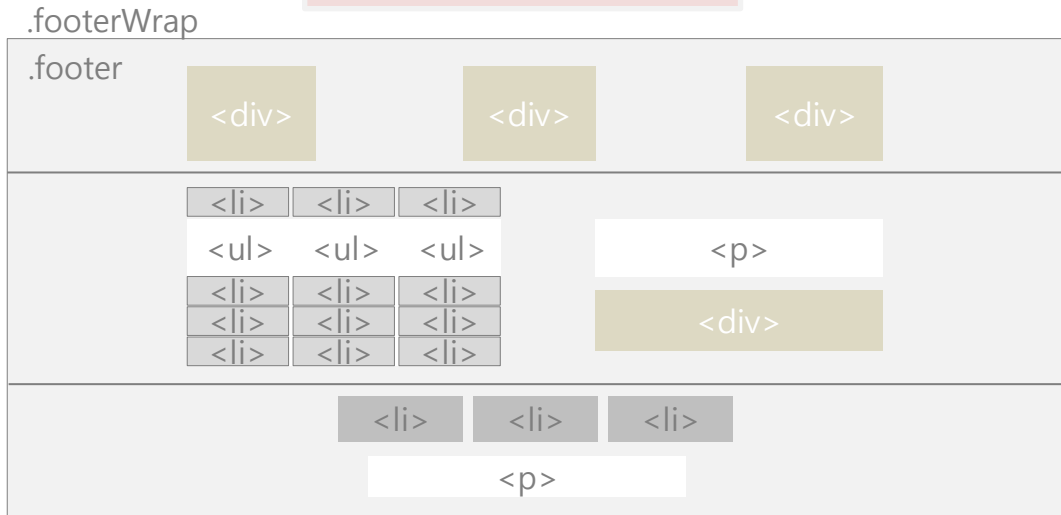 .footerWrap
.footer
<div> <div> <div>
<li> <li> <li>
<ul> <ul> <ul>
<p>
<li> <li> <li>
<li> <li> <li>
<div>
<li> <li> <li>
<li> <li> <li>
<p>